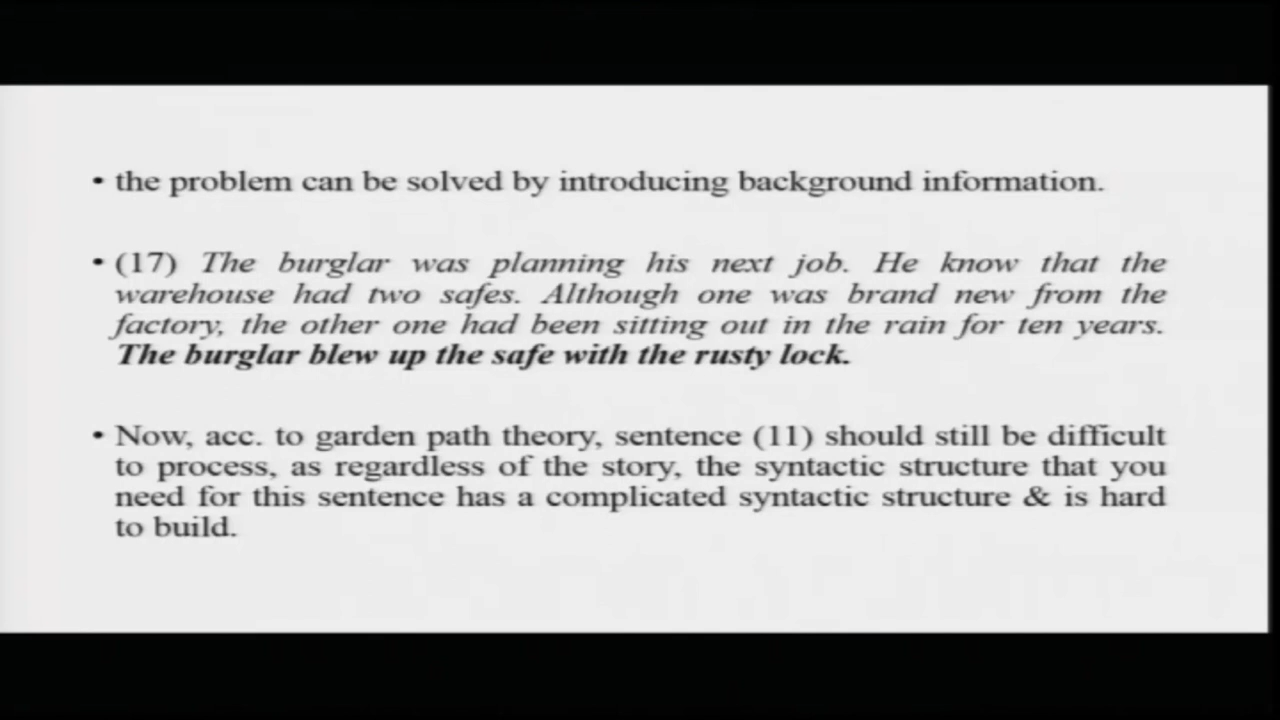 • the problem can be solved by introducing background information.
• (17) The burglar was planning his next job. He know that the
warehouse had two safes. Although one was brand new from the
factory, the other one had been sitting out in the rain for ten years.
The burglar blew up the safe with the rusty lock.
• Now, acc. to garden path theory, sentence (11) should still be difficult
to process, as regardless of the story, the syntactic structure that you
need for this sentence has a complicated syntactic structure & is hard
to build.